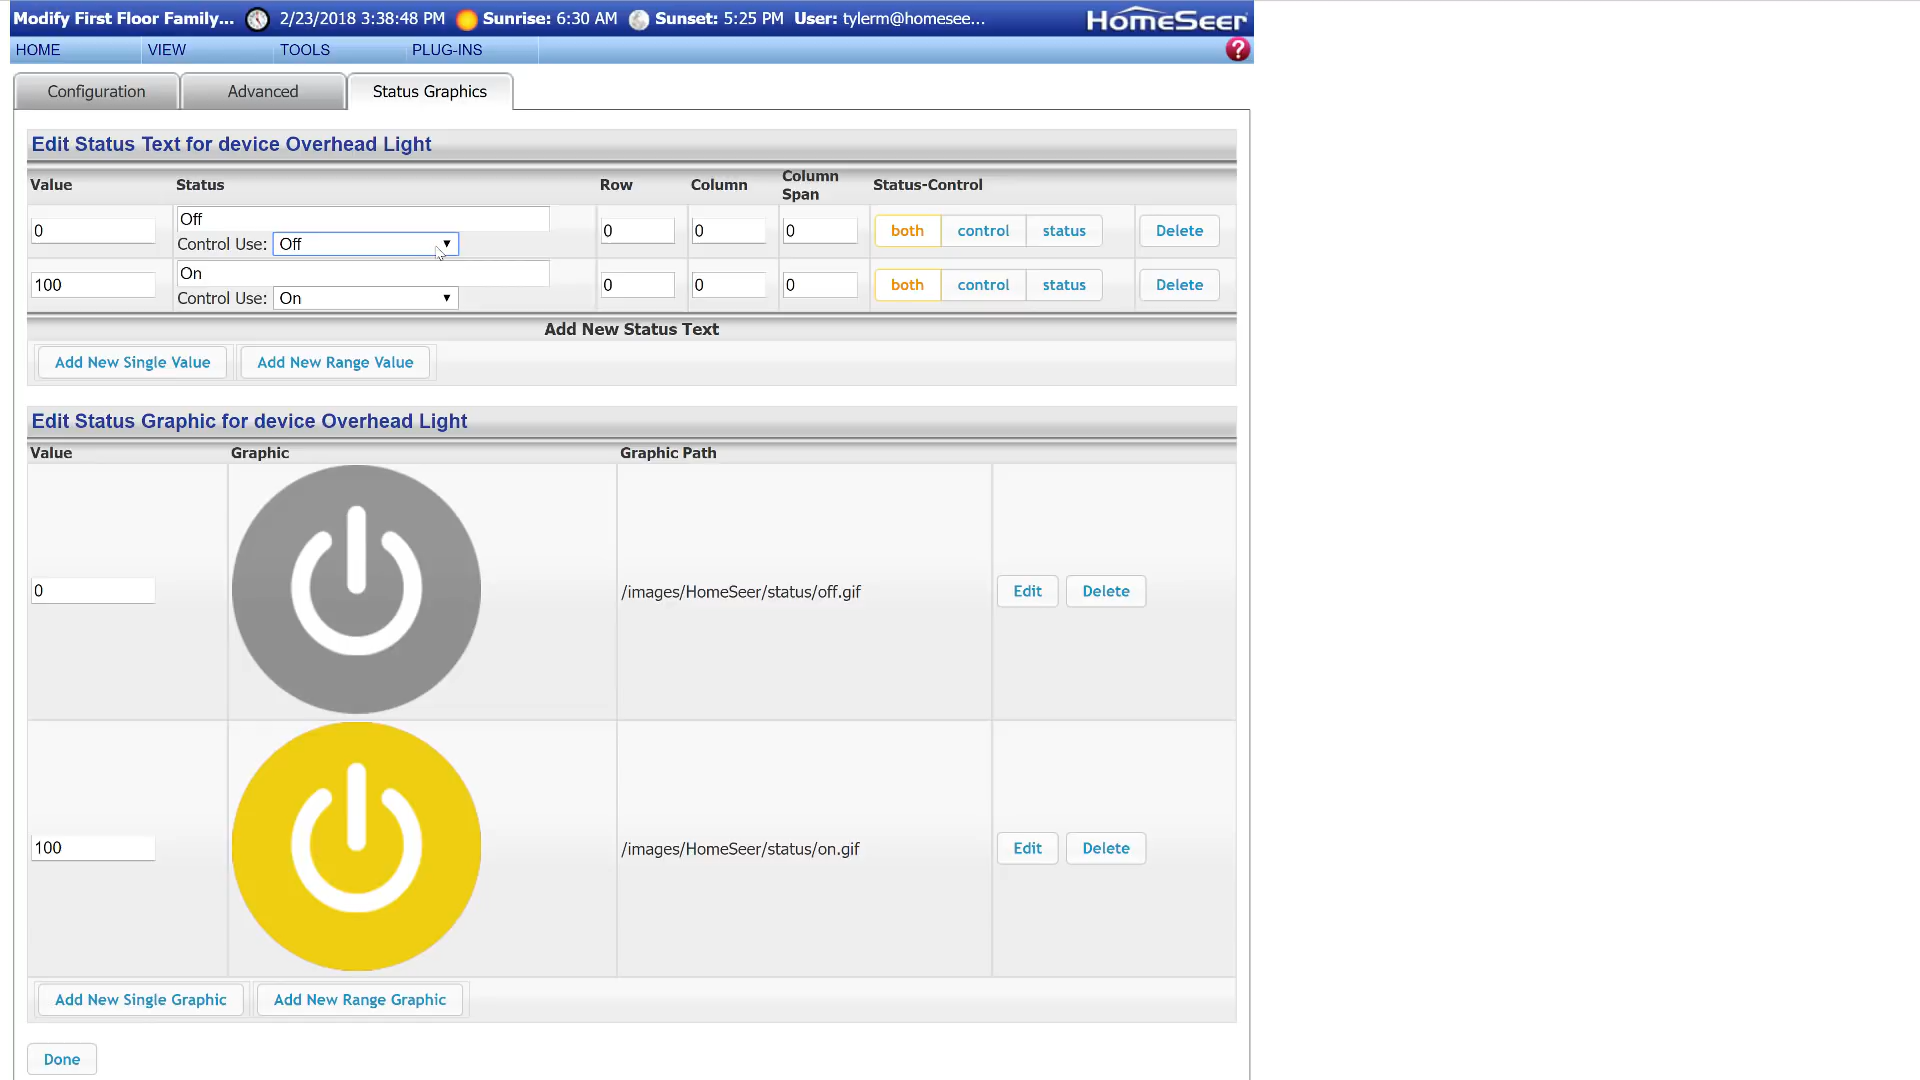 Modify First Floor Family... 2/23/2018 3:38:48 PM Sunrise: 6:30 AM Sunset: 5:25 PM User: tylerm@homesee... HomeSeer
HOME VIEW TOOLS PLUG-INS ?
Configuration Advanced Status Graphics
Edit Status Text for device Overhead Light
Value Status Row Column Column Span Status-Control
0 Off 0 0 0 both control status Delete
Control Use: Off
100 On 0 0 0 both control status Delete
Control Use: On
Add New Status Text
Add New Single Value Add New Range Value
Edit Status Graphic for device Overhead Light
Value Graphic Graphic Path
0 /images/HomeSeer/status/off.gif Edit Delete
100 /images/HomeSeer/status/on.gif Edit Delete
Add New Single Graphic Add New Range Graphic
Done